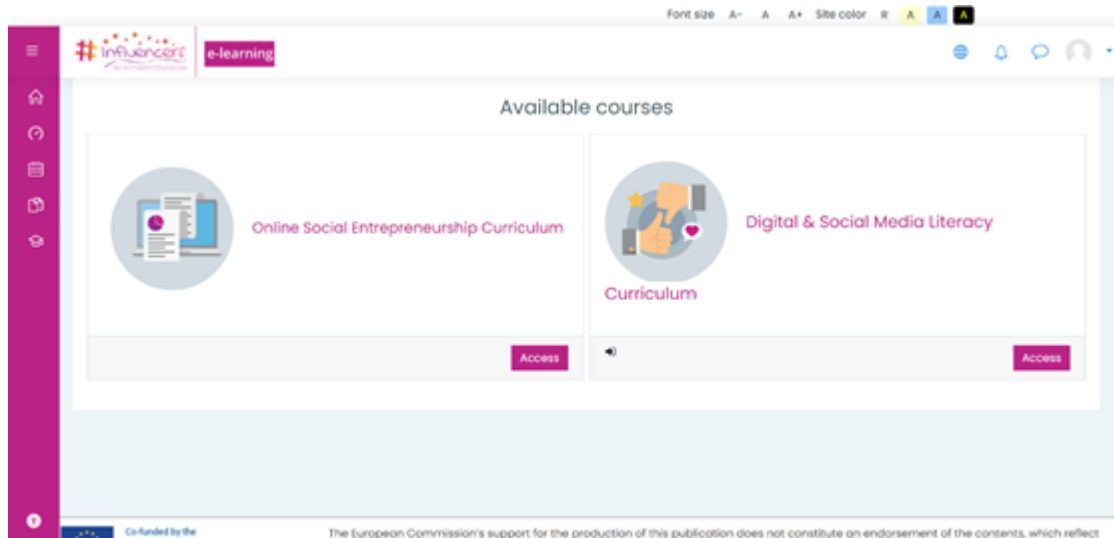 Font size A- A A+ Site color R A A A
#influencers e-learning
Available courses
Online Social Entrepreneurship Curriculum
Digital & Social Media Literacy
Curriculum
Access
Access
Co-funded by the
The European Commission's support for the production of this publication does not constitute an endorsement of the contents, which reflect